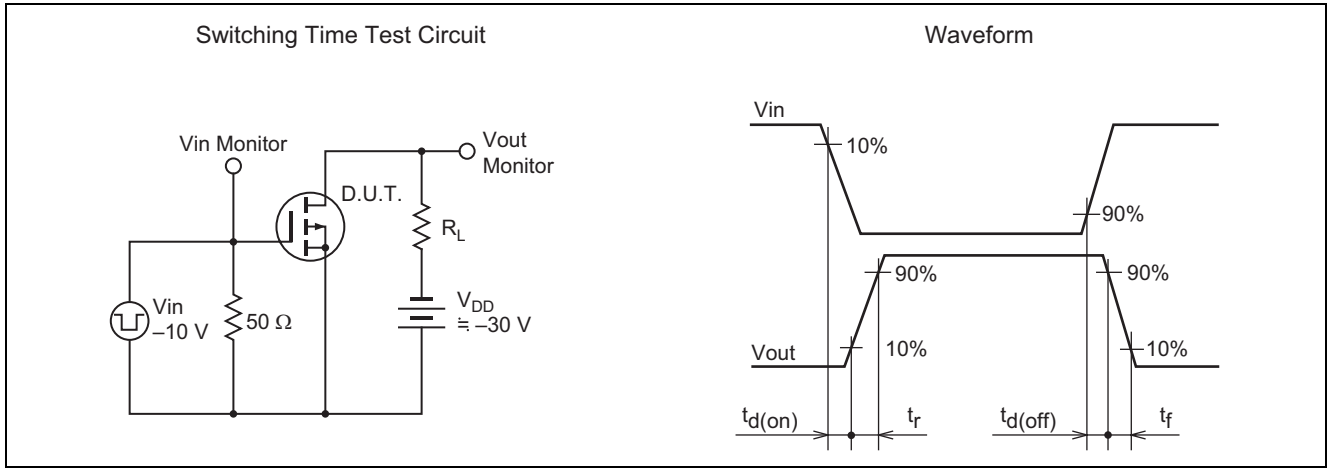 Switching Time Test Circuit
Vin Monitor
Vout
Monitor
D.U.T.
RL
Vin
–10 V
50 Ω
VDD
≒ –30 V
Waveform
Vin
10%
90%
90%
90%
Vout
10%
10%
td(on)
tr
td(off)
tf